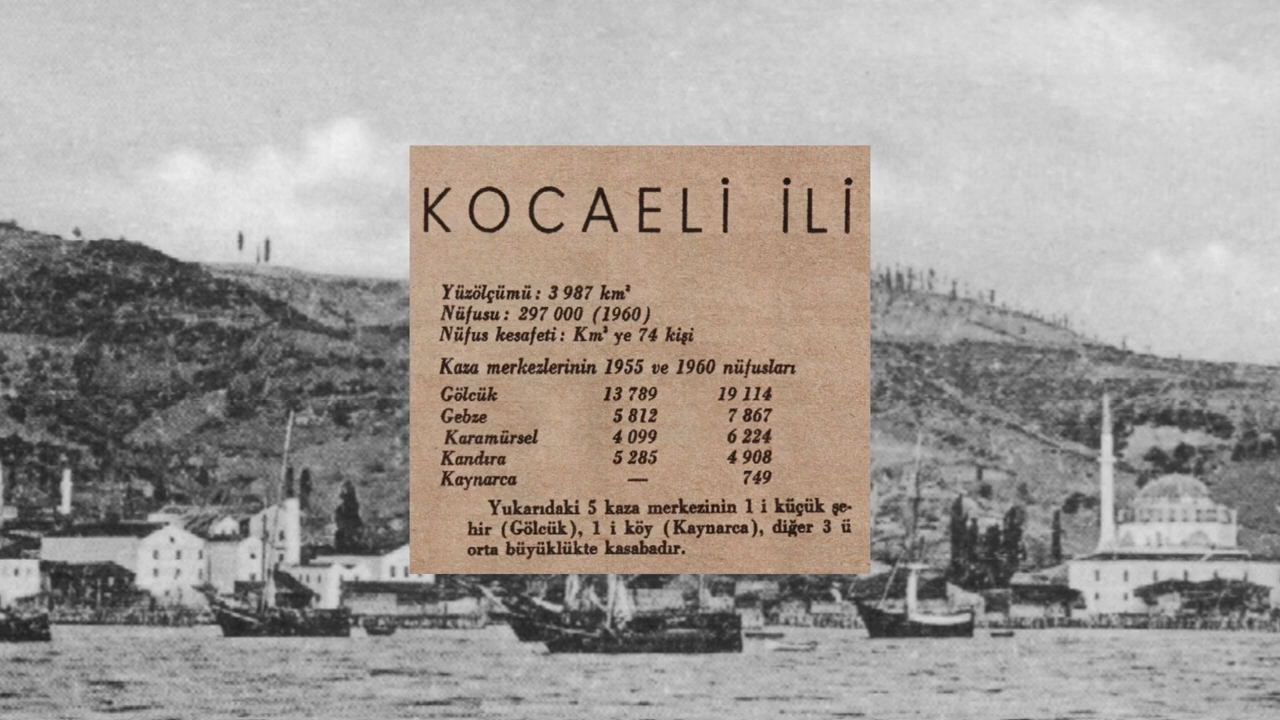 KOCAELİ İLİ
Yüzölçümü: 3 987 km²
Nüfusu: 297 000 (1960)
Nüfus kesafeti: Km² ye 74 kişi
Kaza merkezlerinin 1955 ve 1960 nüfusları
Gölcük 13 789 19 114
Gebze 5 812 7 867
Karamürsel 4 099 6 224
Kandıra 5 285 4 908
Kaynarca — 749
Yukarıdaki 5 kaza merkezinin 1 i küçük şe-
hir (Gölcük), 1 i köy (Kaynarca), diğer 3 ü
orta büyüklükte kasabadır.